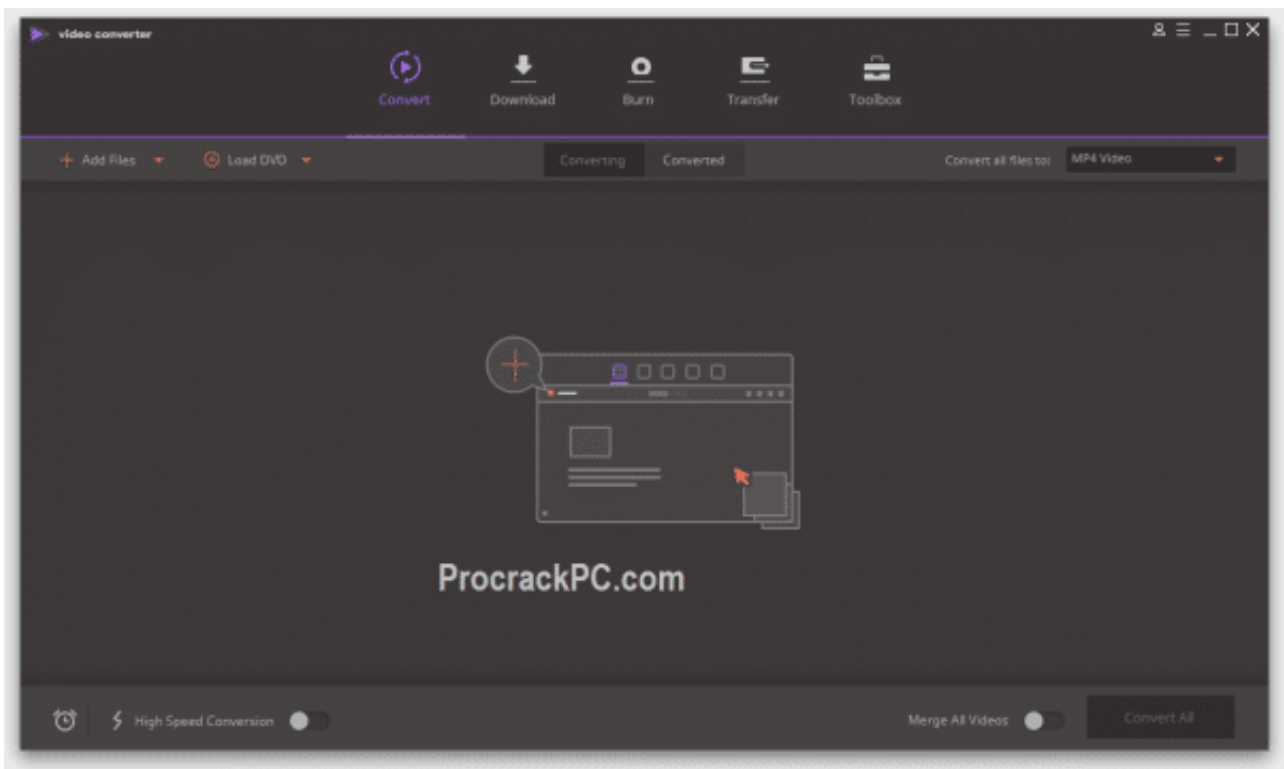 video converter
Convert Download Burn Transfer Toolbox
Add Files Load DVD Converting Converted Convert all files to: MP4 Video
ProcrackPC.com
High Speed Conversion Merge All Videos Convert All